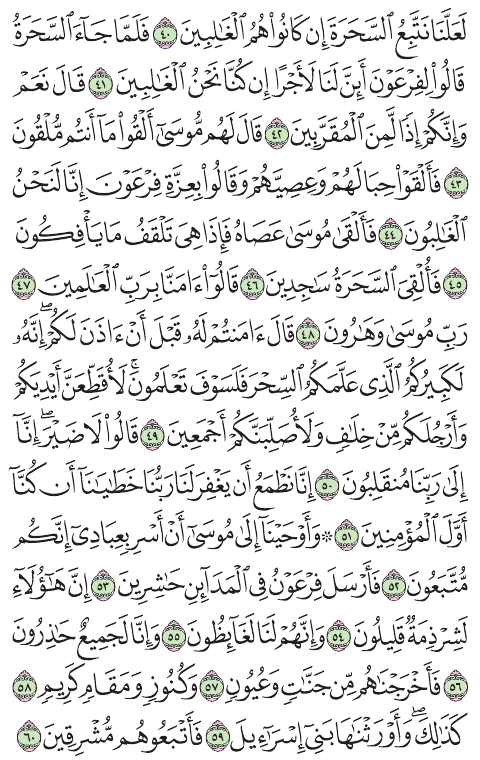 لَعَلَّنَا نَتَّبِعُ ٱلسَّحَرَةَ إِن كَانُوا۟ هُمُ ٱلْغَـٰلِبِينَ ٤٠ فَلَمَّا جَآءَ ٱلسَّحَرَةُ
قَالُوا۟ لِفِرْعَوْنَ أَئِنَّ لَنَا لَأَجْرًا إِن كُنَّا نَحْنُ ٱلْغَـٰلِبِينَ ٤١ قَالَ نَعَمْ
وَإِنَّكُمْ إِذًا لَّمِنَ ٱلْمُقَرَّبِينَ ٤٢ قَالَ لَهُم مُّوسَىٰٓ أَلْقُوا۟ مَآ أَنتُم مُّلْقُونَ
٤٣ فَأَلْقَوْا۟ حِبَالَهُمْ وَعِصِيَّهُمْ وَقَالُوا۟ بِعِزَّةِ فِرْعَوْنَ إِنَّا لَنَحْنُ
ٱلْغَـٰلِبُونَ ٤٤ فَأَلْقَىٰ مُوسَىٰ عَصَاهُ فَإِذَا هِىَ تَلْقَفُ مَا يَأْفِكُونَ
٤٥ فَأُلْقِىَ ٱلسَّحَرَةُ سَـٰجِدِينَ ٤٦ قَالُوٓا۟ ءَامَنَّا بِرَبِّ ٱلْعَـٰلَمِينَ ٤٧
رَبِّ مُوسَىٰ وَهَـٰرُونَ ٤٨ قَالَ ءَامَنتُمْ لَهُۥ قَبْلَ أَنْ ءَاذَنَ لَكُمْ ۖ إِنَّهُۥ
لَكَبِيرُكُمُ ٱلَّذِى عَلَّمَكُمُ ٱلسِّحْرَ فَلَسَوْفَ تَعْلَمُونَ ۚ لَأُقَطِّعَنَّ أَيْدِيَكُمْ
وَأَرْجُلَكُم مِّنْ خِلَـٰفٍ وَلَأُصَلِّبَنَّكُمْ أَجْمَعِينَ ٤٩ قَالُوا۟ لَا ضَيْرَ ۖ إِنَّآ
إِلَىٰ رَبِّنَا مُنقَلِبُونَ ٥٠ إِنَّا نَطْمَعُ أَن يَغْفِرَ لَنَا رَبُّنَا خَطَـٰيَـٰنَآ أَن كُنَّآ
أَوَّلَ ٱلْمُؤْمِنِينَ ٥١ ۞ وَأَوْحَيْنَآ إِلَىٰ مُوسَىٰٓ أَنْ أَسْرِ بِعِبَادِىٓ إِنَّكُم
مُّتَّبَعُونَ ٥٢ فَأَرْسَلَ فِرْعَوْنُ فِى ٱلْمَدَآئِنِ حَـٰشِرِينَ ٥٣ إِنَّ هَـٰٓؤُلَآءِ
لَشِرْذِمَةٌ قَلِيلُونَ ٥٤ وَإِنَّهُمْ لَنَا لَغَآئِظُونَ ٥٥ وَإِنَّا لَجَمِيعٌ حَـٰذِرُونَ
٥٦ فَأَخْرَجْنَـٰهُم مِّن جَنَّـٰتٍ وَعُيُونٍ ٥٧ وَكُنُوزٍ وَمَقَامٍ كَرِيمٍ ٥٨
كَذَٰلِكَ ۖ وَأَوْرَثْنَـٰهَا بَنِىٓ إِسْرَٰٓءِيلَ ٥٩ فَأَتْبَعُوهُم مُّشْرِقِينَ ٦٠